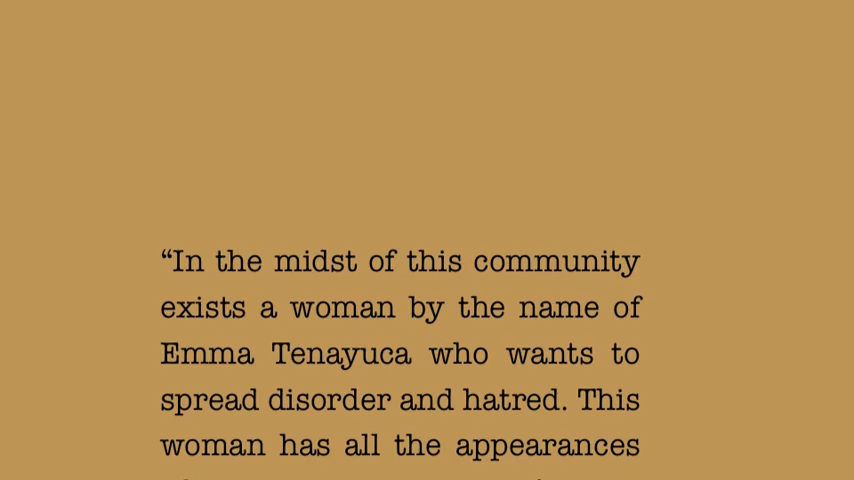 “In the midst of this community
exists a woman by the name of
Emma Tenayuca who wants to
spread disorder and hatred. This
woman has all the appearances